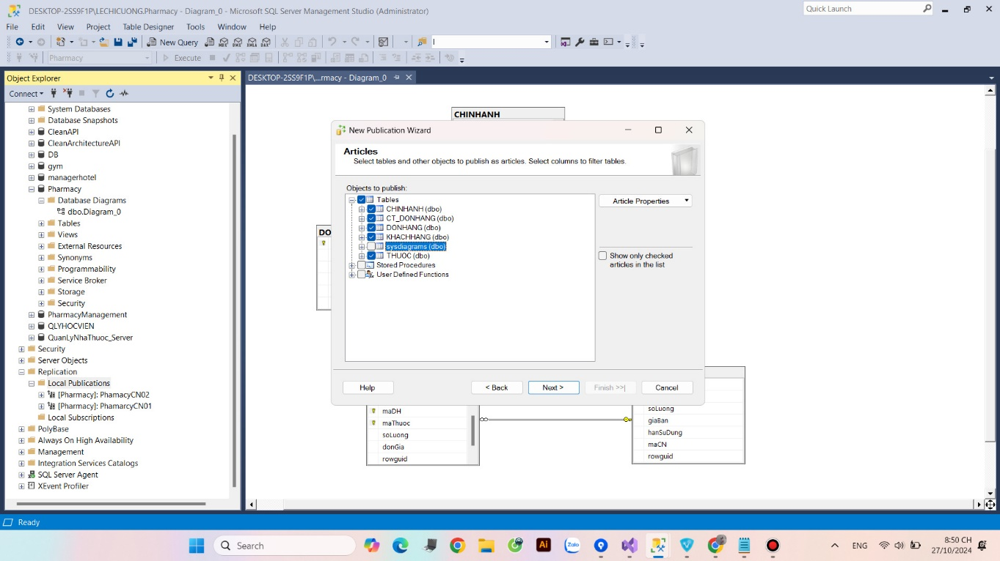 DESKTOP-2SS9F1P\LECHICUONG.Pharmacy - Diagram_0 - Microsoft SQL Server Management Studio (Administrator)
Quick Launch
File Edit View Project Table Designer Tools Window Help
New Query
MDX DMX XMLA DAX
Pharmacy
Execute
Object Explorer
DESKTOP-2SS9F1P\...rmacy - Diagram_0
Connect
System Databases
Database Snapshots
CleanAPI
CleanArchitectureAPI
DB
gym
managerhotel
Pharmacy
Database Diagrams
dbo.Diagram_0
Tables
Views
External Resources
Synonyms
Programmability
Service Broker
Storage
Security
PharmacyManagement
QLYHOCVIEN
QuanLyNhaThuoc_Server
Security
Server Objects
Replication
Local Publications
[Pharmacy]: PhamacyCN02
[Pharmacy]: PhamarcyCN01
Local Subscriptions
PolyBase
Always On High Availability
Management
Integration Services Catalogs
SQL Server Agent
XEvent Profiler
CHINHANH
DO
New Publication Wizard
Articles
Select tables and other objects to publish as articles. Select columns to filter tables.
Objects to publish:
Tables
CHINHANH (dbo)
CT_DONHANG (dbo)
DONHANG (dbo)
KHACHHANG (dbo)
sysdiagrams (dbo)
THUOC (dbo)
Stored Procedures
User Defined Functions
Article Properties
Show only checked
articles in the list
Help
< Back
Next >
Finish >>|
Cancel
maDH
maThuoc
soLuong
donGia
rowguid
soLuong
giaBan
hanSuDung
maCN
rowguid
Ready
Search
Ai
Zalo
ENG
8:50 CH
27/10/2024